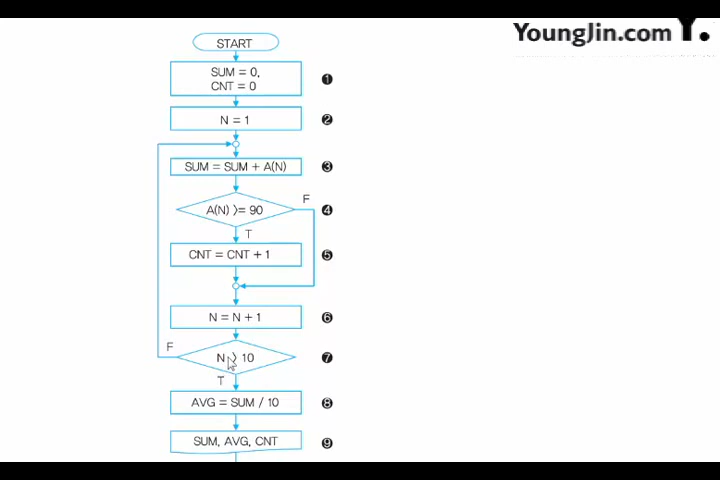 YoungJin.com Y.
START
SUM = 0,
CNT = 0
❶
N = 1
❷
SUM = SUM + A(N)
❸
F
A(N) >= 90
❹
T
CNT = CNT + 1
❺
N = N + 1
❻
F
N > 10
❼
T
AVG = SUM / 10
❽
SUM, AVG, CNT
❾